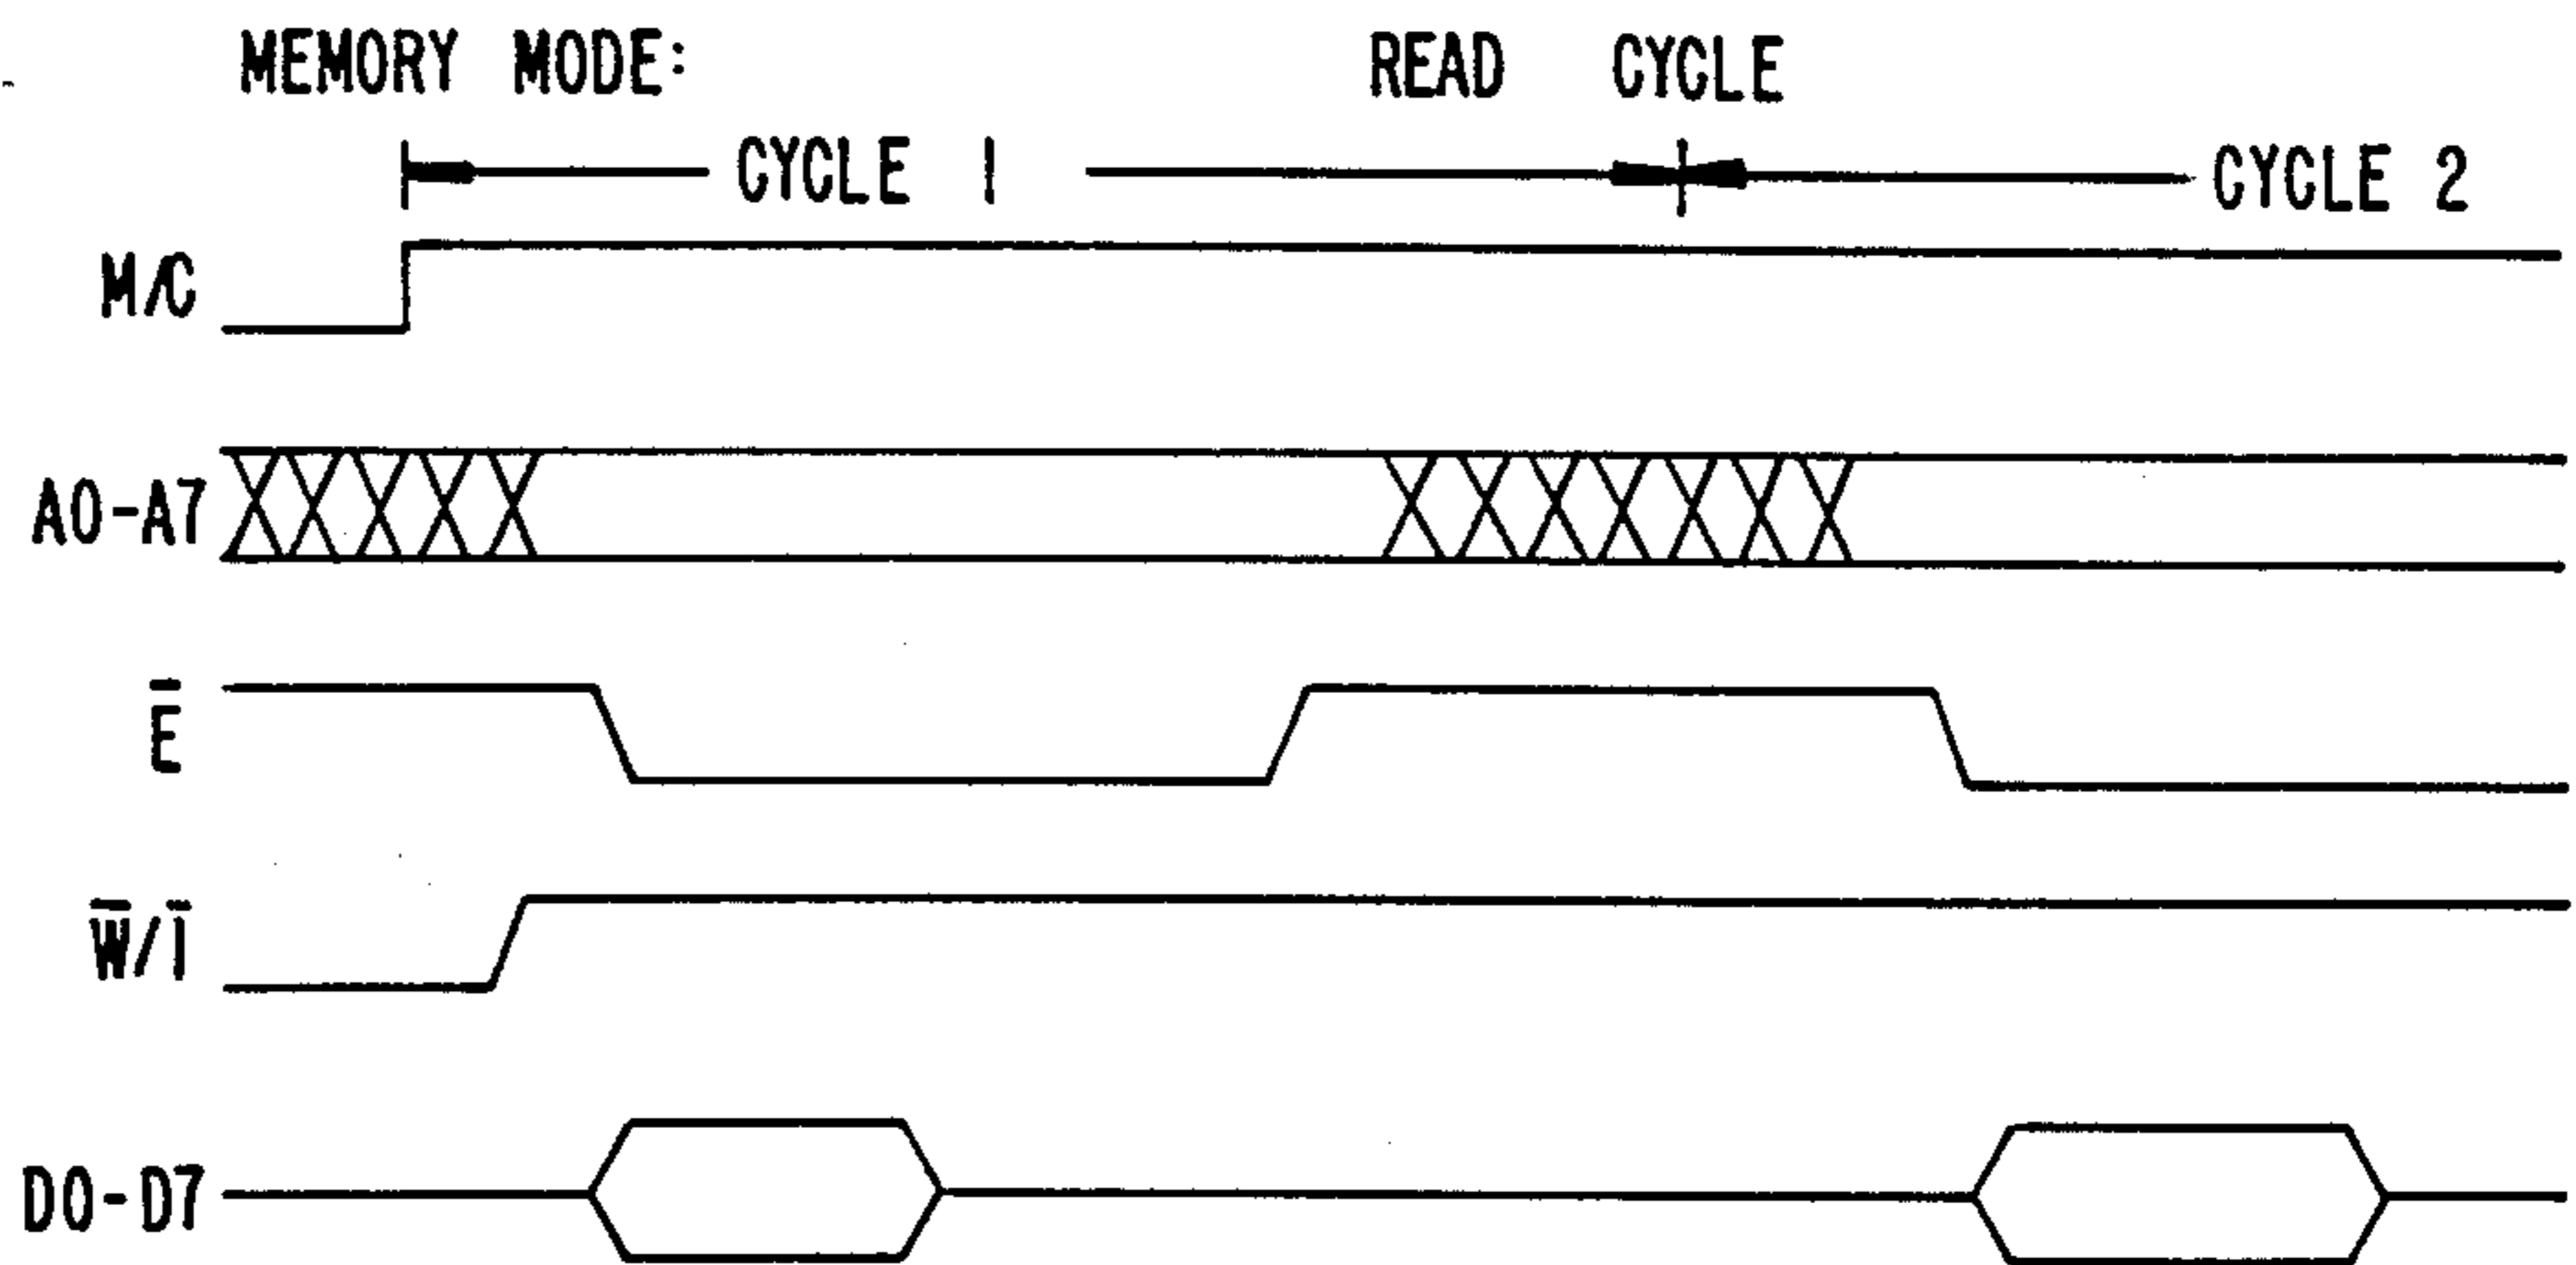 MEMORY MODE: READ CYCLE
CYCLE 1 CYCLE 2
M/C
A0-A7
E̅
W̅/I̅
D0-D7